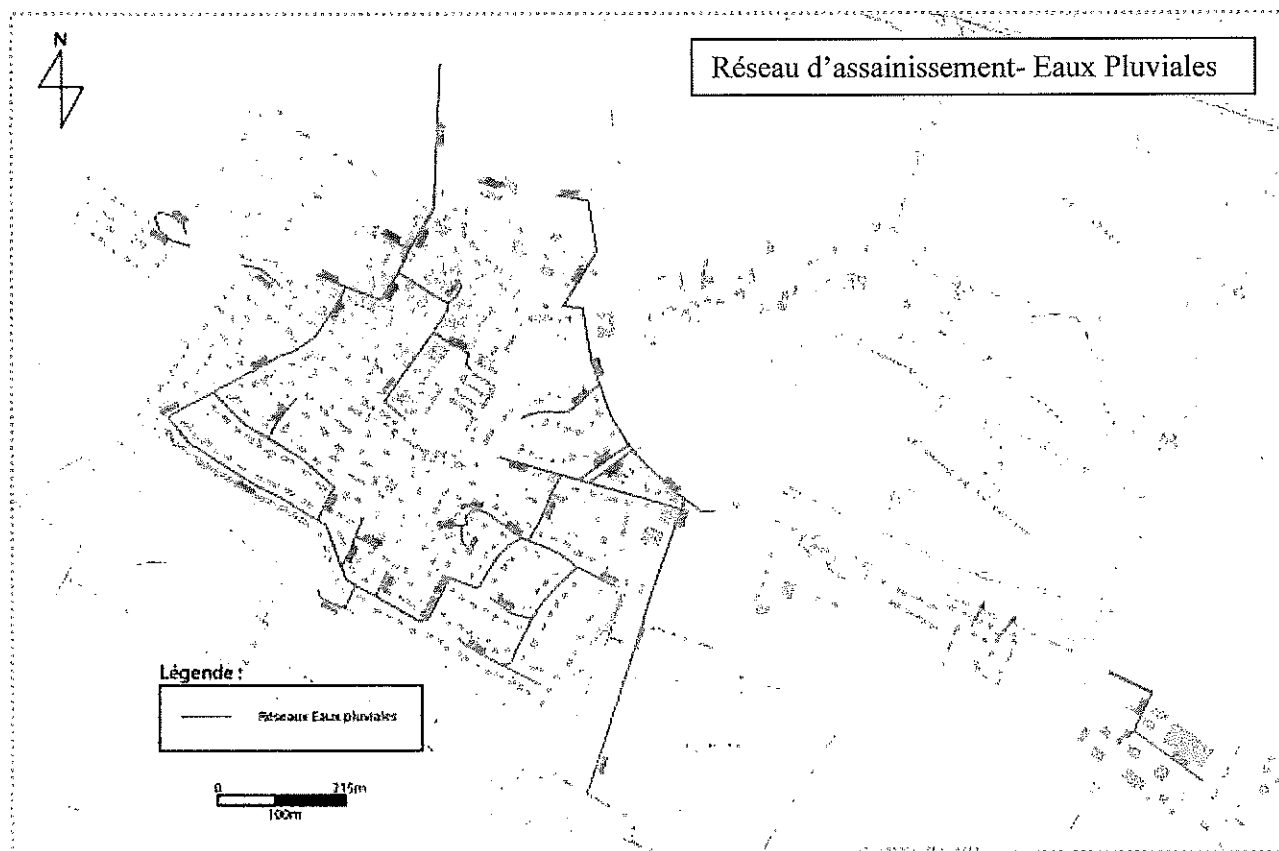 N
Réseau d'assainissement- Eaux Pluviales
Légende :
Réseaux Eaux pluviales
0 215m
100m